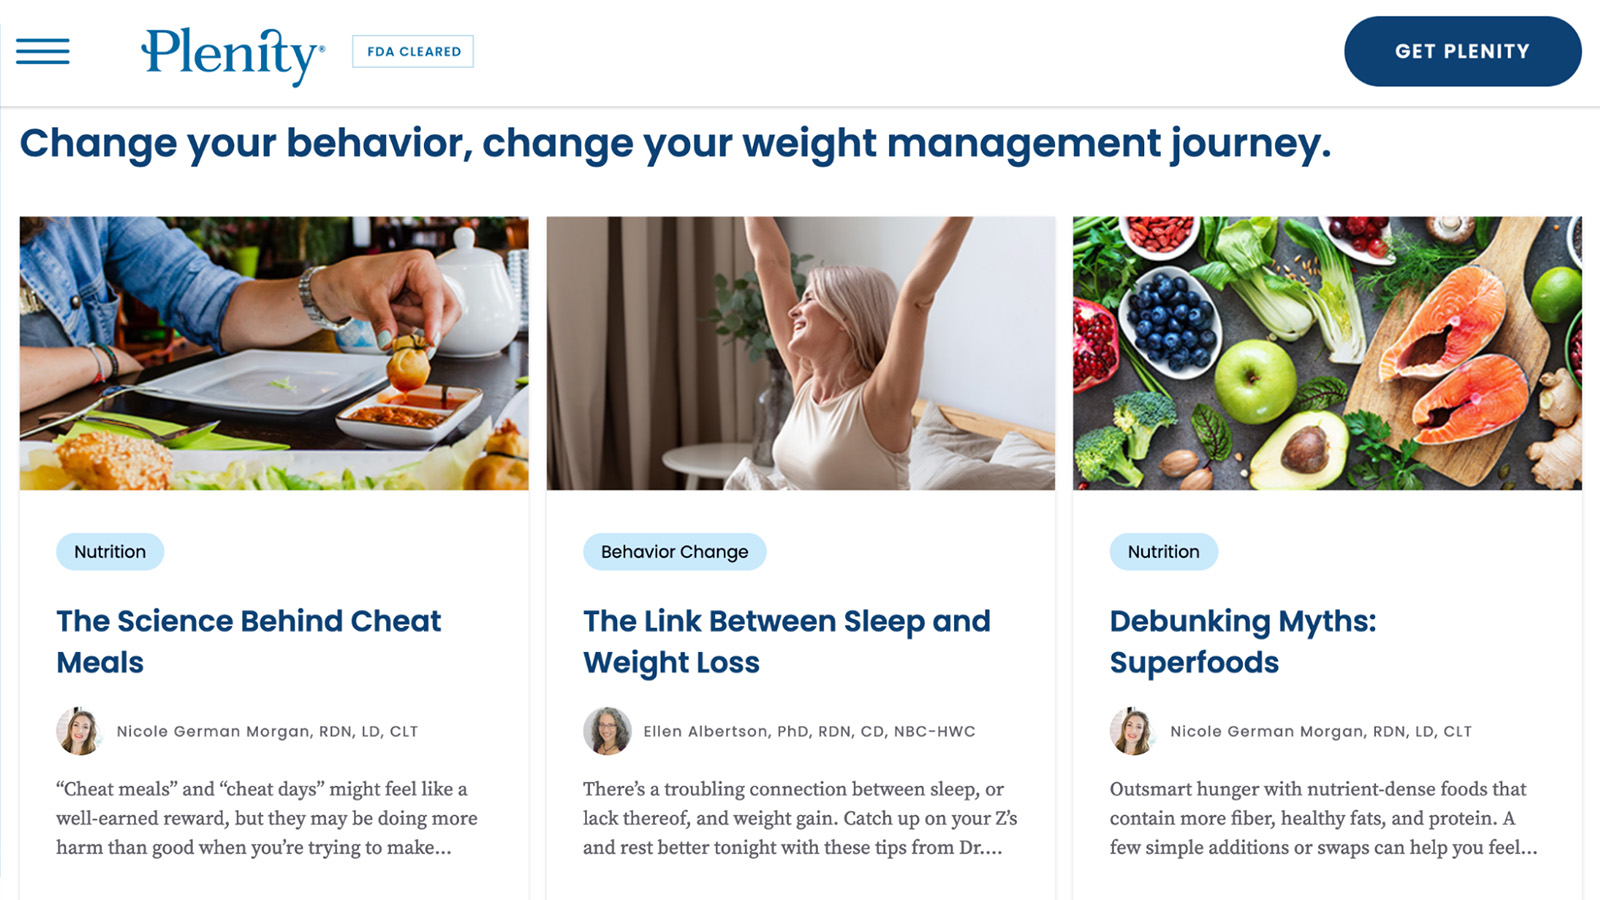 Plenity®
FDA CLEARED
GET PLENITY
Change your behavior, change your weight management journey.
Nutrition
The Science Behind Cheat
Meals
Nicole German Morgan, RDN, LD, CLT
“Cheat meals” and “cheat days” might feel like a
well-earned reward, but they may be doing more
harm than good when you’re trying to make...
Behavior Change
The Link Between Sleep and
Weight Loss
Ellen Albertson, PhD, RDN, CD, NBC-HWC
There’s a troubling connection between sleep, or
lack thereof, and weight gain. Catch up on your Z’s
and rest better tonight with these tips from Dr....
Nutrition
Debunking Myths:
Superfoods
Nicole German Morgan, RDN, LD, CLT
Outsmart hunger with nutrient-dense foods that
contain more fiber, healthy fats, and protein. A
few simple additions or swaps can help you feel...